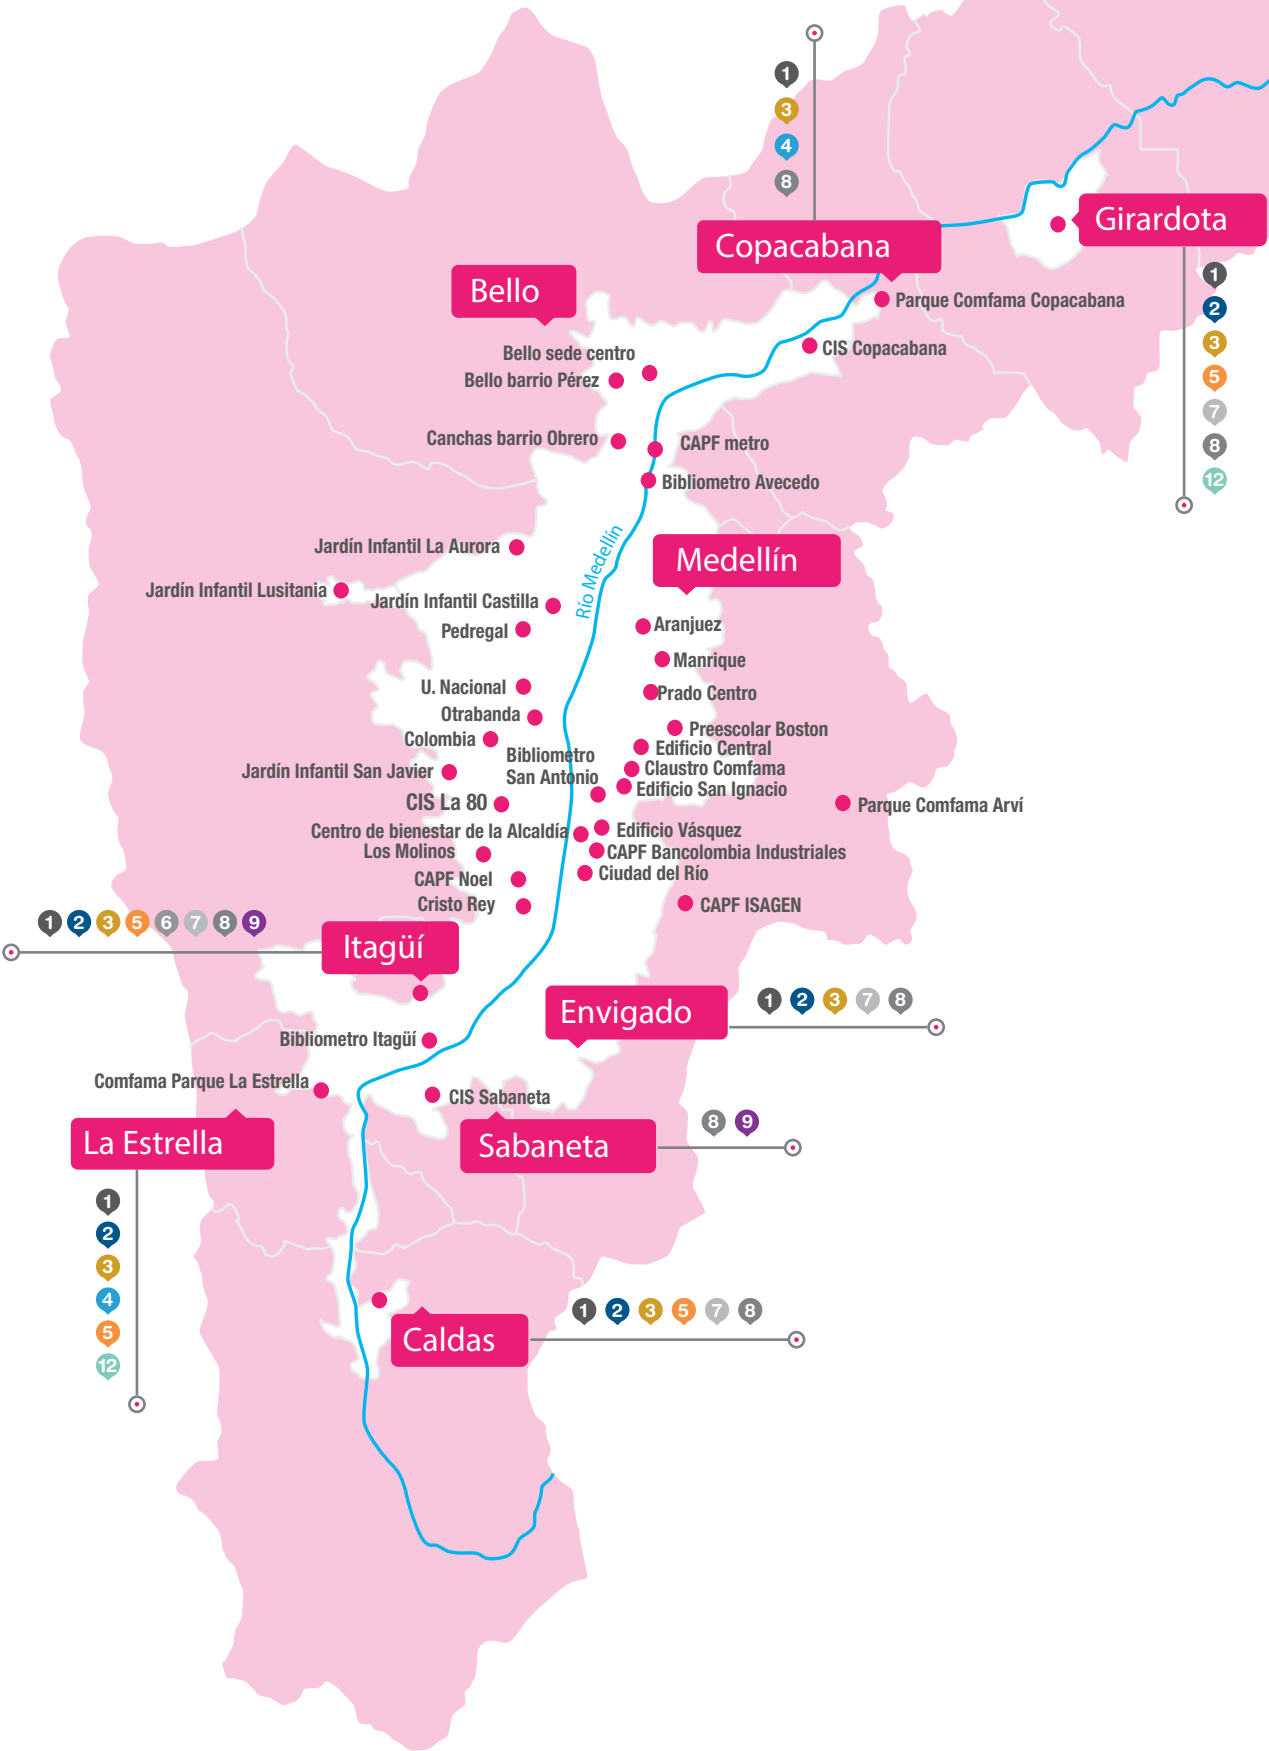 1
3
4
8
Copacabana
Girardota
1
2
3
5
7
8
12
Parque Comfama Copacabana
CIS Copacabana
Bello
Bello sede centro
Bello barrio Pérez
Canchas barrio Obrero
CAPF metro
Bibliometro Avecedo
Río Medellín
Medellín
Jardín Infantil La Aurora
Jardín Infantil Lusitania
Jardín Infantil Castilla
Pedregal
Aranjuez
Manrique
U. Nacional
Prado Centro
Otrabanda
Preescolar Boston
Colombia
Edificio Central
Bibliometro
San Antonio
Claustro Comfama
Jardín Infantil San Javier
Edificio San Ignacio
CIS La 80
Parque Comfama Arví
Centro de bienestar de la Alcaldía
Edificio Vásquez
Los Molinos
CAPF Bancolombia Industriales
CAPF Noel
Ciudad del Río
Cristo Rey
CAPF ISAGEN
1 2 3 5 6 7 8 9
Itagüí
Envigado
1 2 3 7 8
Bibliometro Itagüí
Comfama Parque La Estrella
CIS Sabaneta
La Estrella
1
2
3
4
5
12
Sabaneta
8 9
Caldas
1 2 3 5 7 8